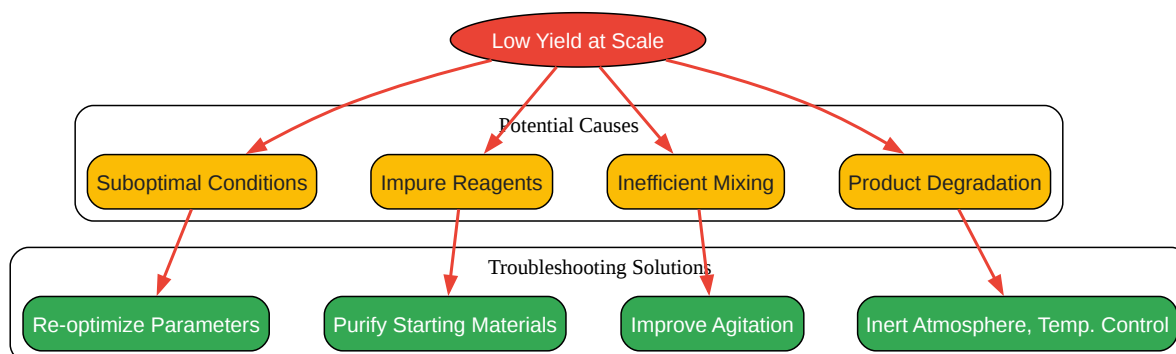 Low Yield at Scale
Potential Causes
Suboptimal Conditions
Impure Reagents
Inefficient Mixing
Product Degradation
Troubleshooting Solutions
Re-optimize Parameters
Purify Starting Materials
Improve Agitation
Inert Atmosphere, Temp. Control